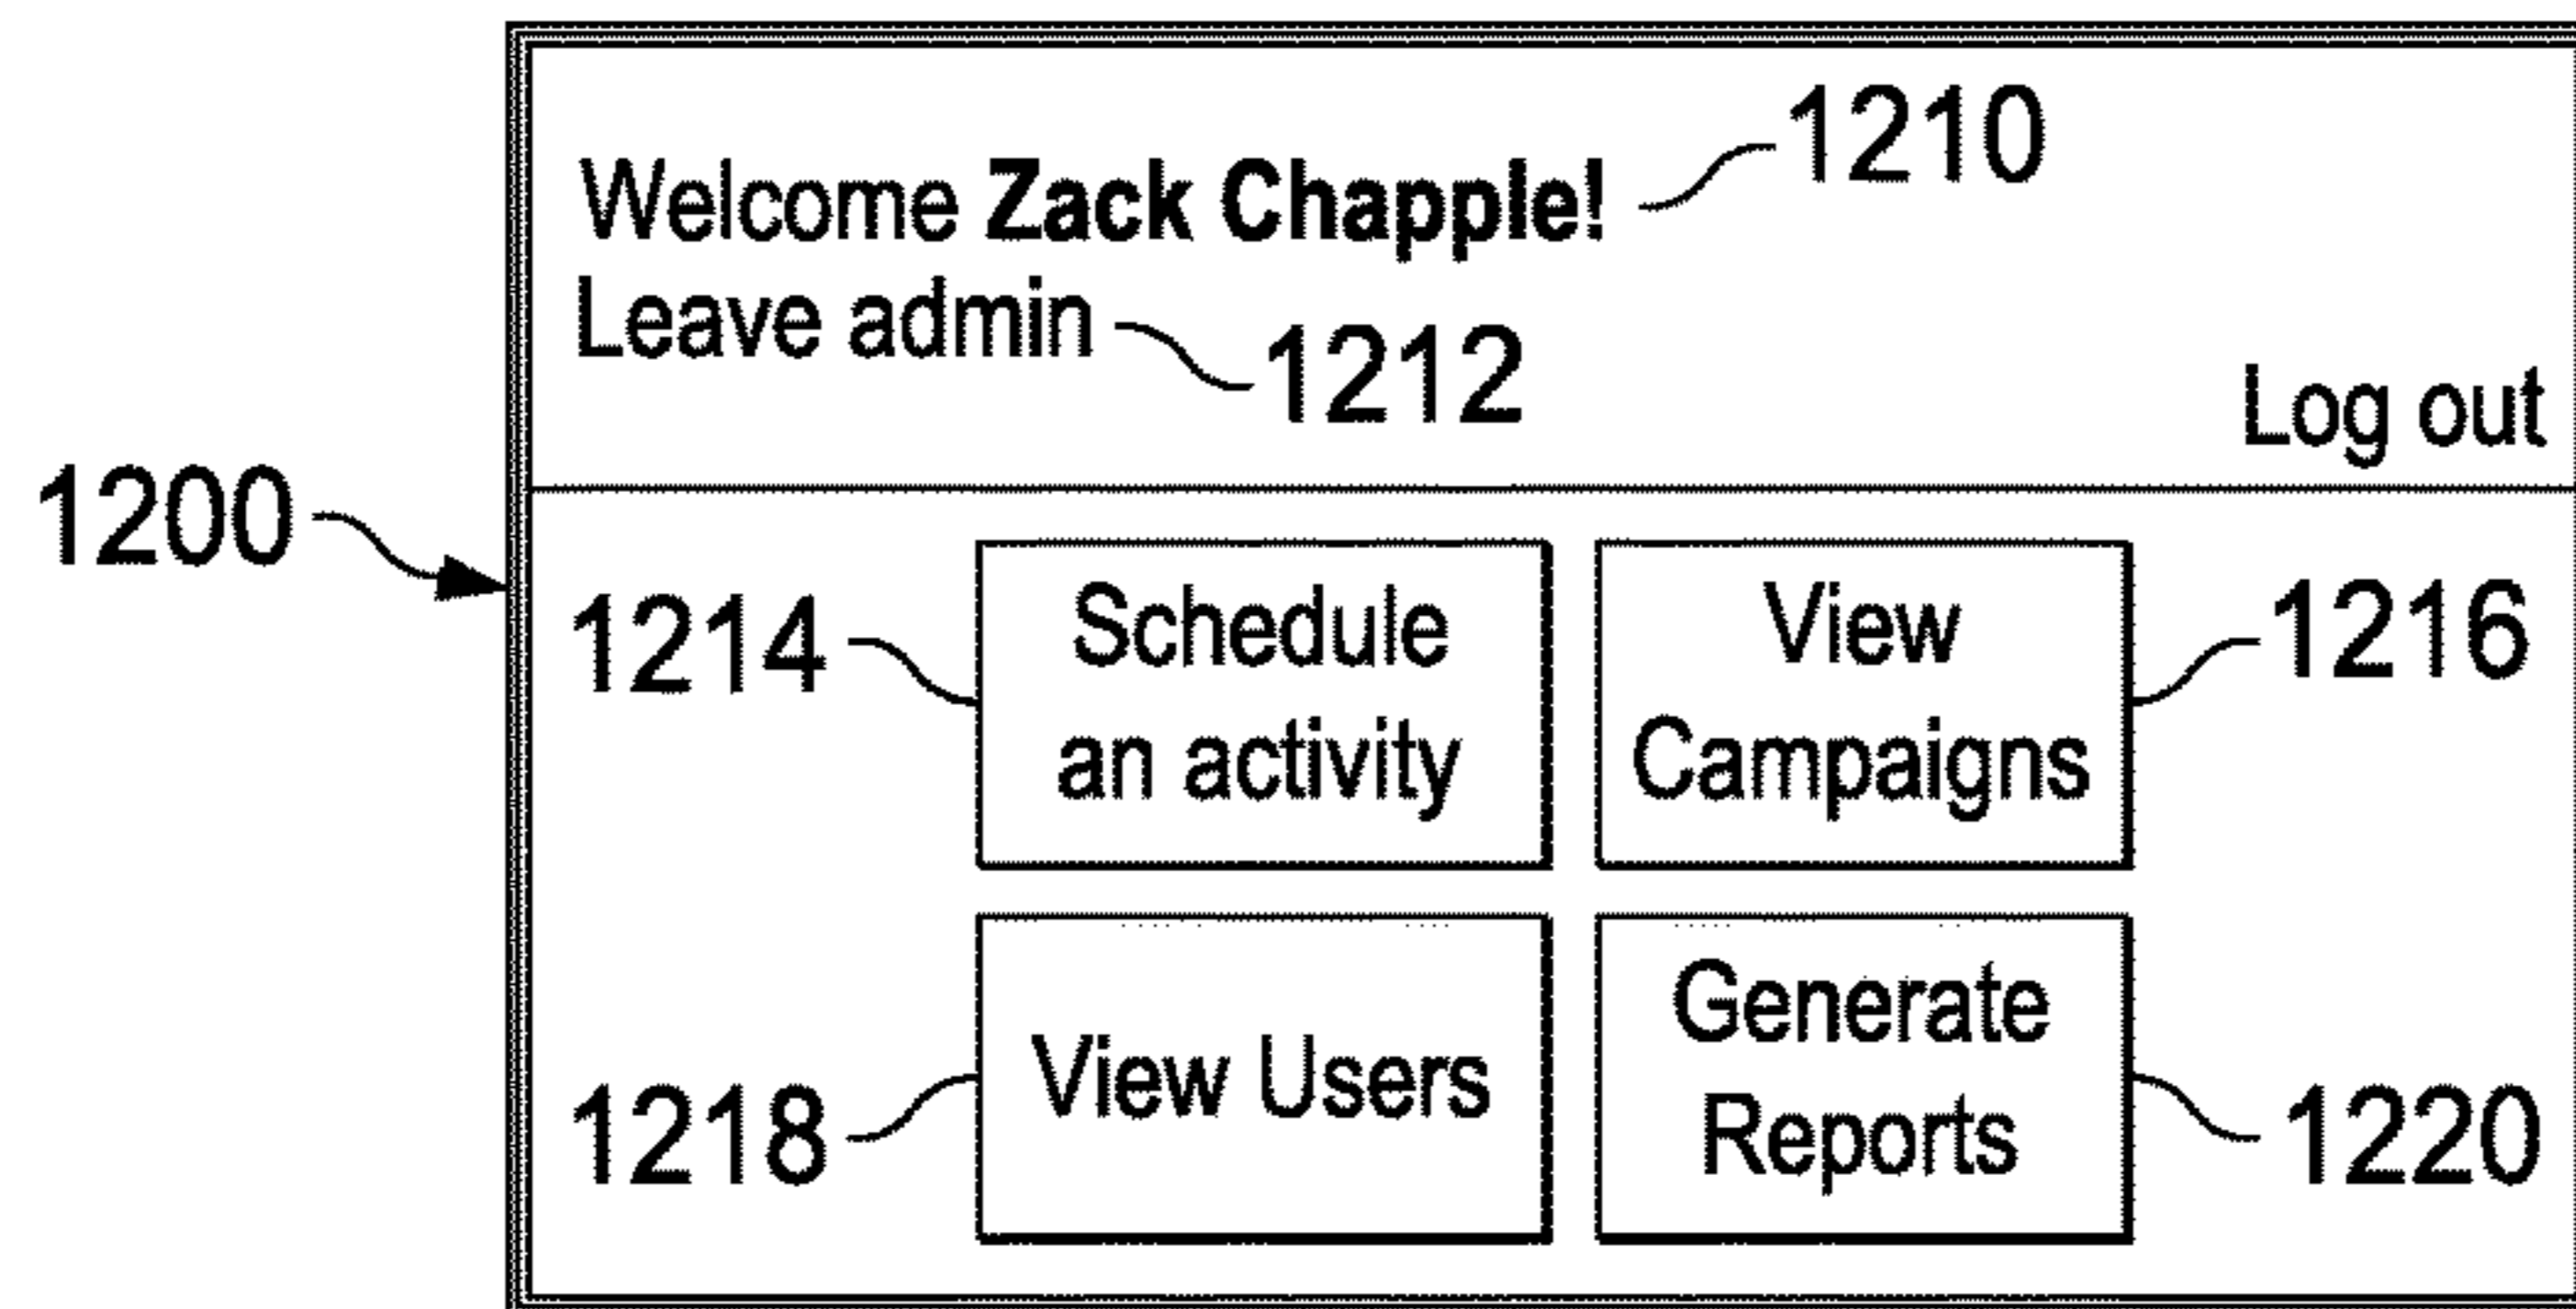 Welcome Zack Chapple! 1210
Leave admin 1212
Log out
1200
1214 Schedule an activity
View Campaigns 1216
1218 View Users
Generate Reports 1220